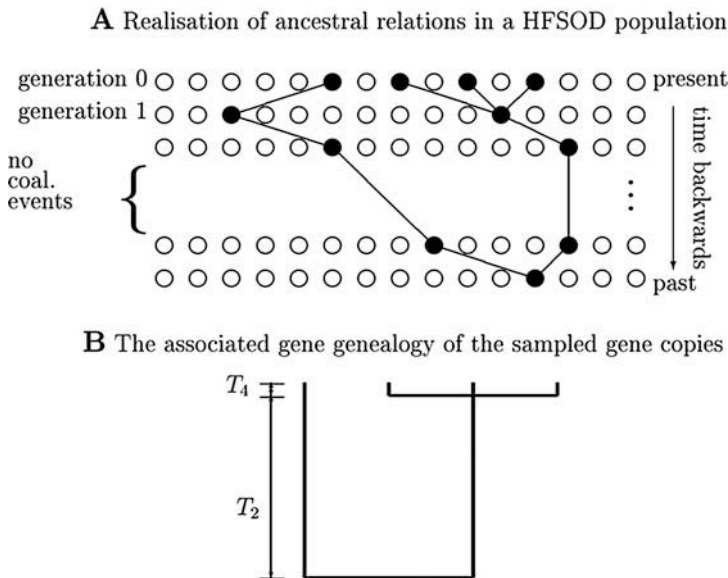 A Realisation of ancestral relations in a HFSOD population
generation 0
present
generation 1
no
coal.
events
time backwards
past
B The associated gene genealogy of the sampled gene copies
T4
T2